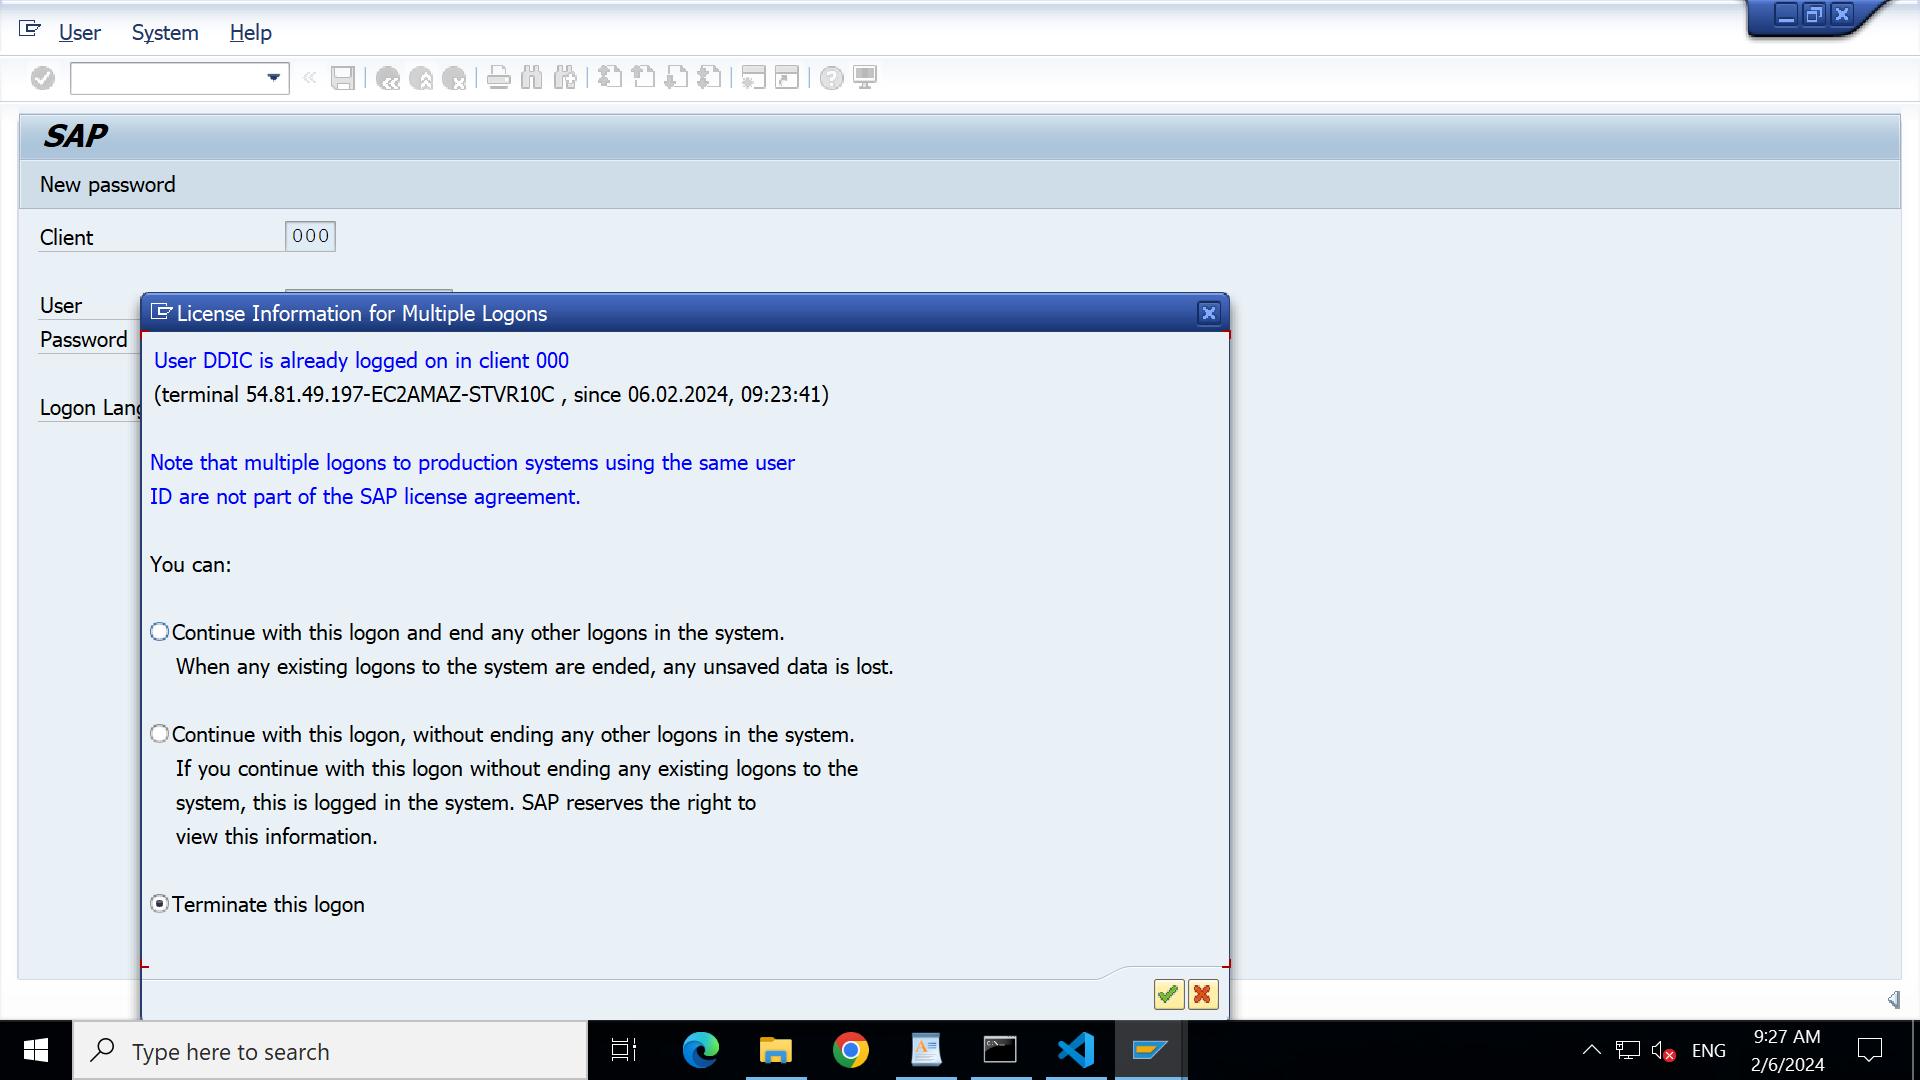 User System Help
SAP
New password
Client 000
User
Password
Logon Lang
License Information for Multiple Logons
User DDIC is already logged on in client 000
(terminal 54.81.49.197-EC2AMAZ-STVR10C , since 06.02.2024, 09:23:41)
Note that multiple logons to production systems using the same user
ID are not part of the SAP license agreement.
You can:
Continue with this logon and end any other logons in the system.
When any existing logons to the system are ended, any unsaved data is lost.
Continue with this logon, without ending any other logons in the system.
If you continue with this logon without ending any existing logons to the
system, this is logged in the system. SAP reserves the right to
view this information.
Terminate this logon
Type here to search
ENG
9:27 AM
2/6/2024